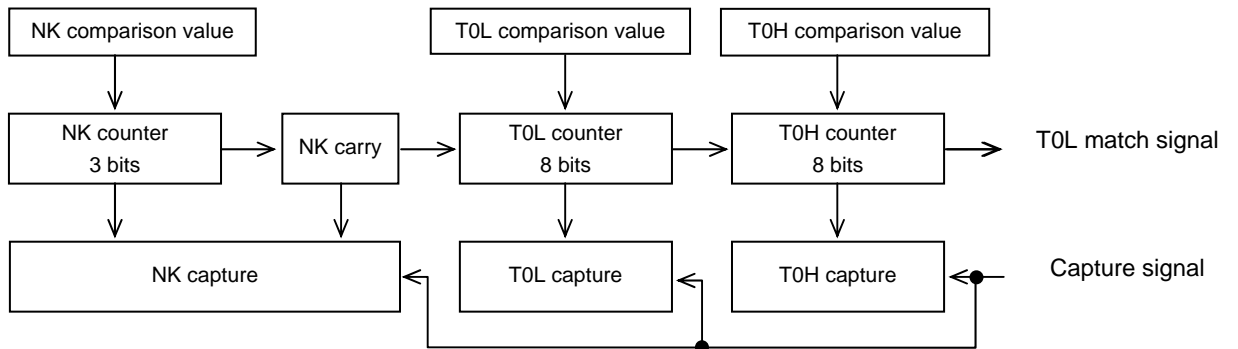 NK comparison value
T0L comparison value
T0H comparison value
NK counter
3 bits
NK carry
T0L counter
8 bits
T0H counter
8 bits
T0L match signal
NK capture
T0L capture
T0H capture
Capture signal